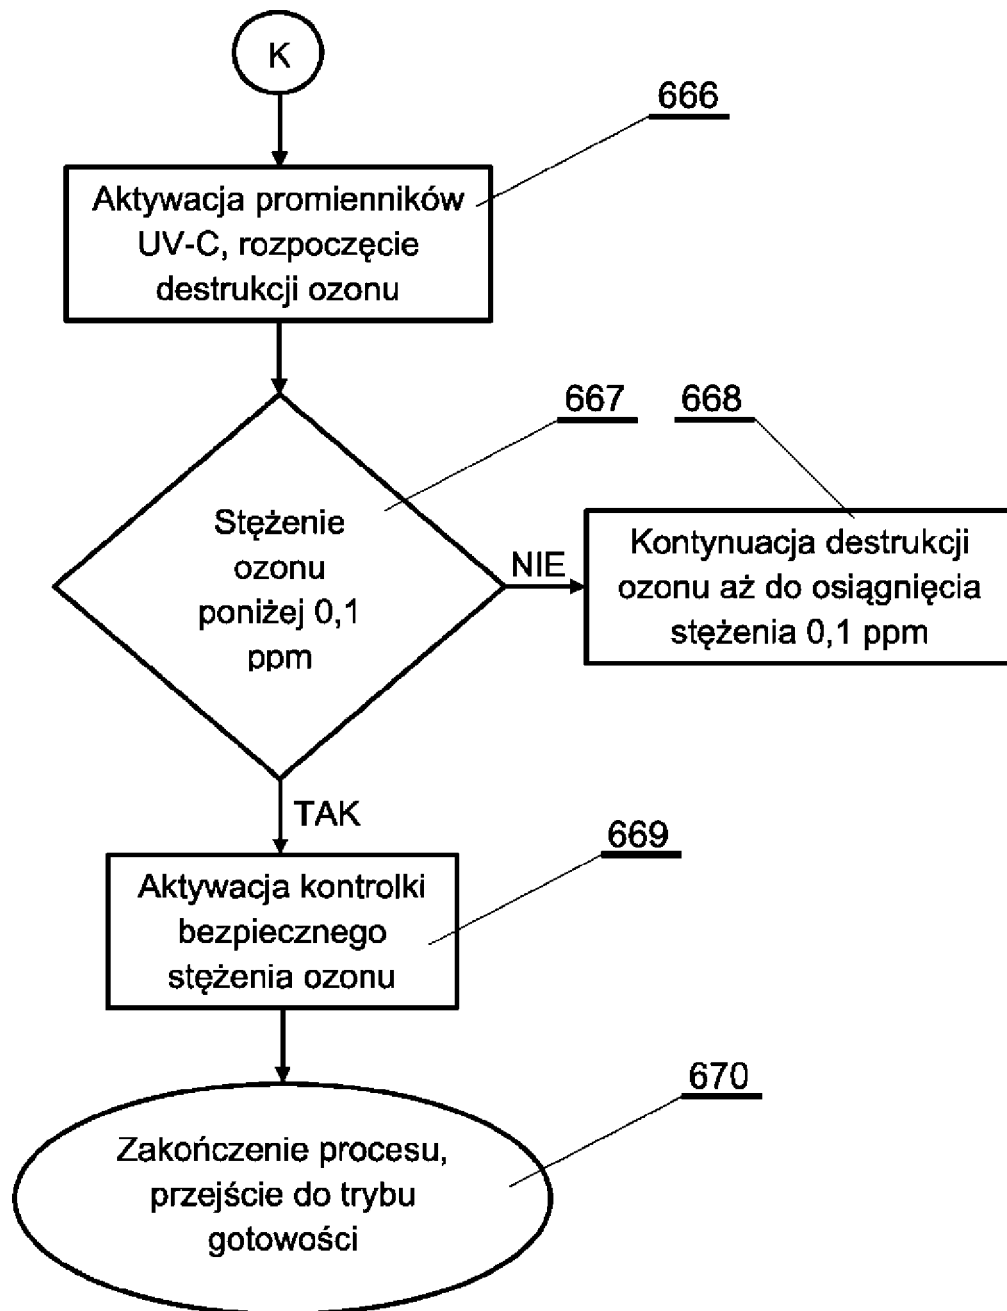 K
666
Aktywacja promienników
UV-C, rozpoczęcie
destrukcji ozonu
667
668
Stężenie
ozonu
poniżej 0,1
ppm
NIE
Kontynuacja destrukcji
ozonu aż do osiągnięcia
stężenia 0,1 ppm
TAK
669
Aktywacja kontrolki
bezpiecznego
stężenia ozonu
670
Zakończenie procesu,
przejście do trybu
gotowości